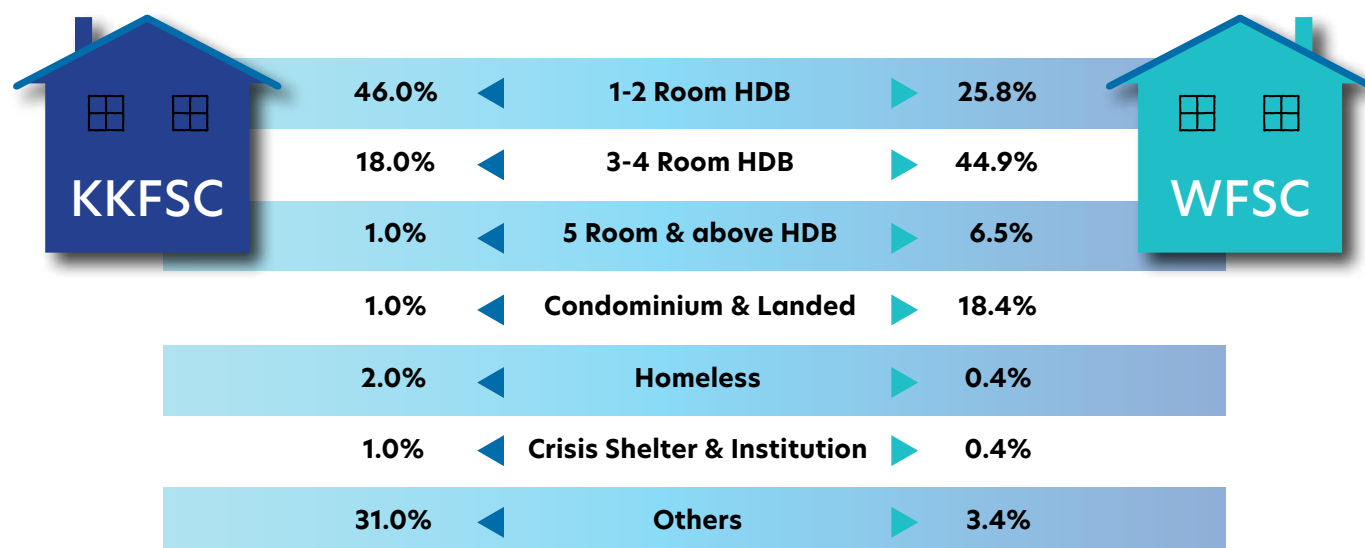 46.0% 1-2 Room HDB 25.8%
18.0% 3-4 Room HDB 44.9%
KKFSC WFSC
1.0% 5 Room & above HDB 6.5%
1.0% Condominium & Landed 18.4%
2.0% Homeless 0.4%
1.0% Crisis Shelter & Institution 0.4%
31.0% Others 3.4%